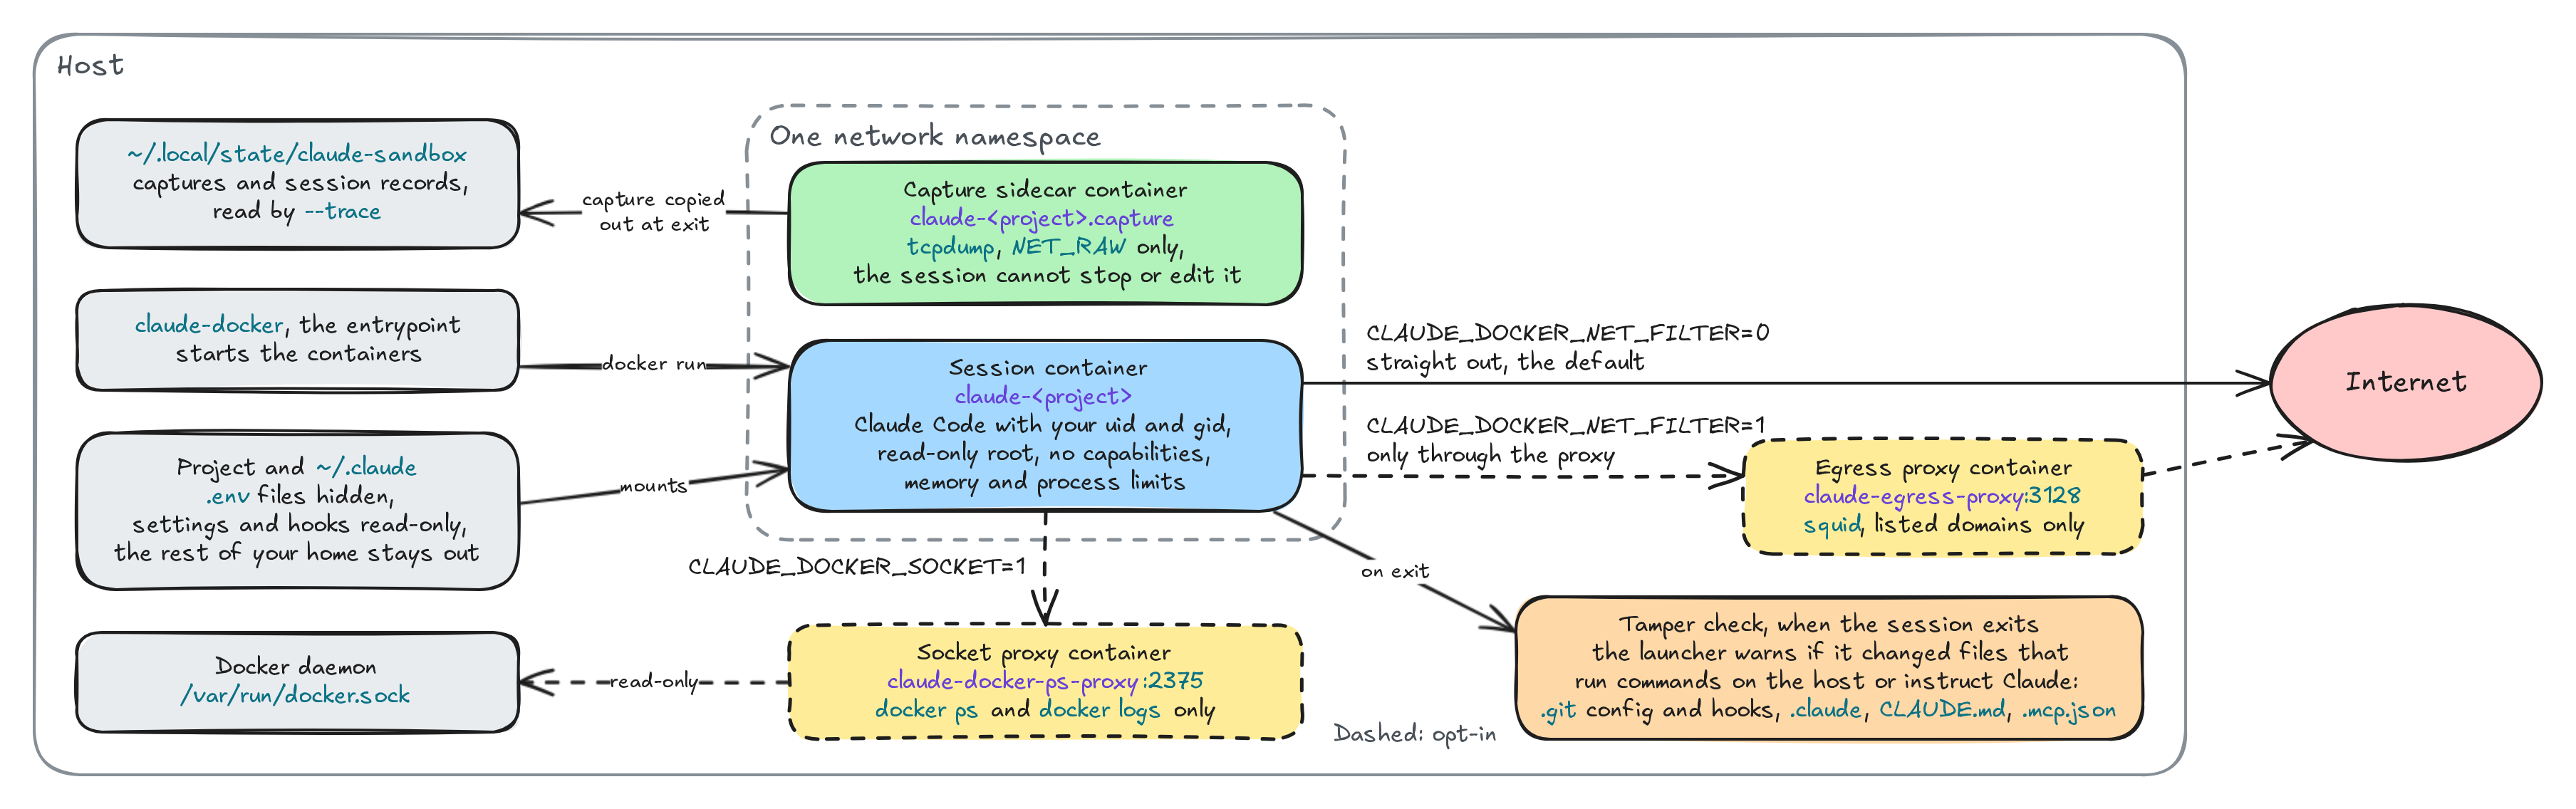 Host
~/.local/state/claude-sandbox
captures and session records,
read by --trace
capture copied
out at exit
One network namespace
Capture sidecar container
claude-<project>.capture
tcpdump, NET_RAW only,
the session cannot stop or edit it
claude-docker, the entrypoint
starts the containers
docker run
Session container
claude-<project>
Claude Code with your uid and gid,
read-only root, no capabilities,
memory and process limits
CLAUDE_DOCKER_NET_FILTER=0
straight out, the default
Internet
CLAUDE_DOCKER_NET_FILTER=1
only through the proxy
Egress proxy container
claude-egress-proxy:3128
squid, listed domains only
Project and ~/.claude
.env files hidden,
settings and hooks read-only,
the rest of your home stays out
mounts
CLAUDE_DOCKER_SOCKET=1
on exit
Docker daemon
/var/run/docker.sock
read-only
Socket proxy container
claude-docker-ps-proxy:2375
docker ps and docker logs only
Tamper check, when the session exits
the launcher warns if it changed files that
run commands on the host or instruct Claude:
.git config and hooks, .claude, CLAUDE.md, .mcp.json
Dashed: opt-in